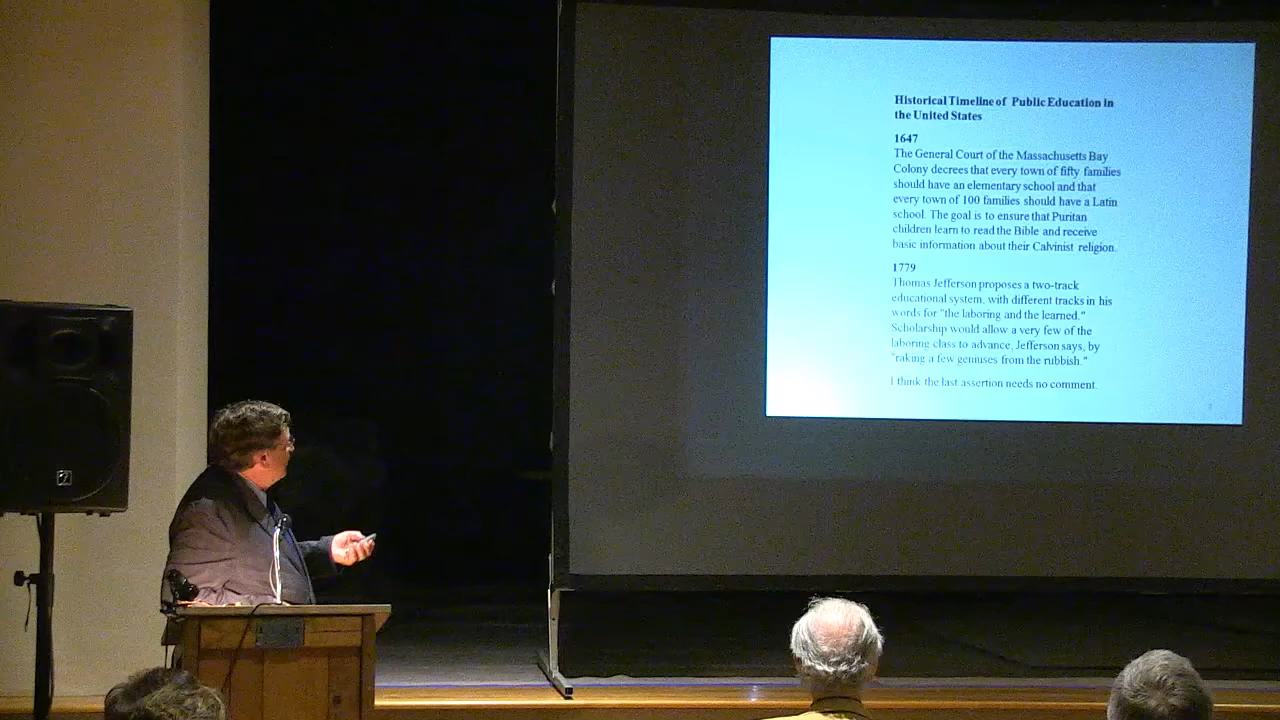 Historical Timeline of Public Education in
the United States
1647
The General Court of the Massachusetts Bay
Colony decrees that every town of fifty families
should have an elementary school and that
every town of 100 families should have a Latin
school. The goal is to ensure that Puritan
children learn to read the Bible and receive
basic information about their Calvinist religion.
1779
Thomas Jefferson proposes a two-track
educational system, with different tracks in his
words for "the laboring and the learned."
Scholarship would allow a very few of the
laboring class to advance, Jefferson says, by
"raking a few geniuses from the rubbish."
I think the last assertion needs no comment.